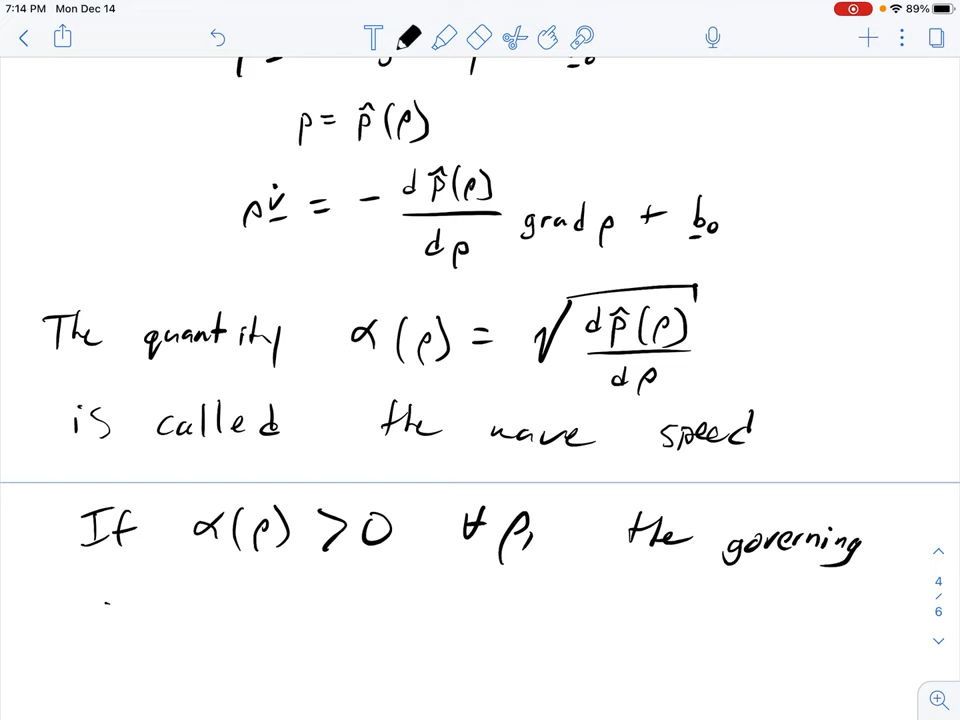 7:14 PM Mon Dec 14
89%
p = p̂(ρ)
ρv̲̇ = - dp̂(ρ)/dρ grad ρ + b̲₀
The quantity α(ρ) = √(dp̂(ρ)/dρ)
is called the wave speed
If α(ρ) > 0 ∀ρ, the governing
4
/
6